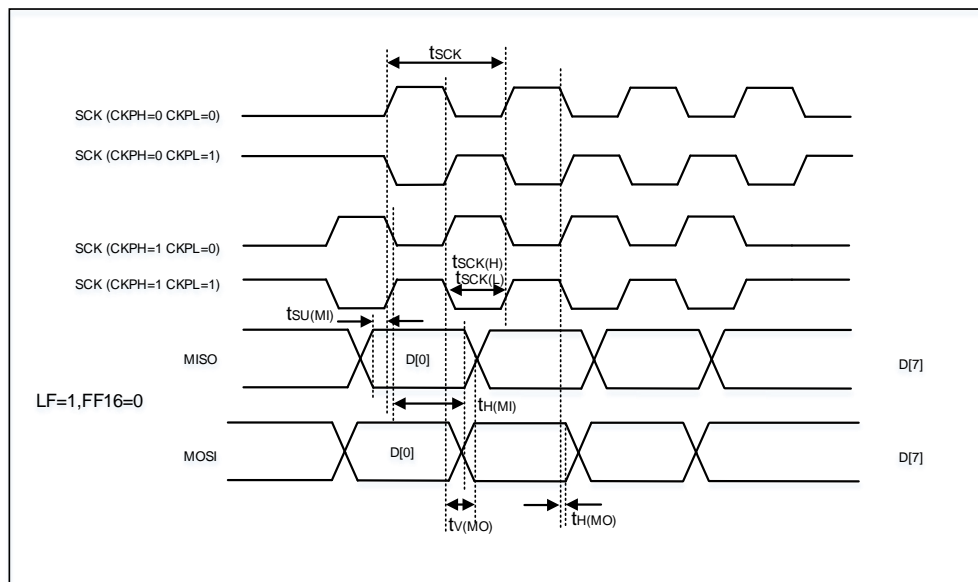 tSCK
SCK (CKPH=0 CKPL=0)
SCK (CKPH=0 CKPL=1)
SCK (CKPH=1 CKPL=0)
tSCK(H)
tSCK(L)
SCK (CKPH=1 CKPL=1)
tSU(MI)
MISO
D[0]
D[7]
LF=1,FF16=0
tH(MI)
MOSI
D[0]
D[7]
tV(MO)
tH(MO)